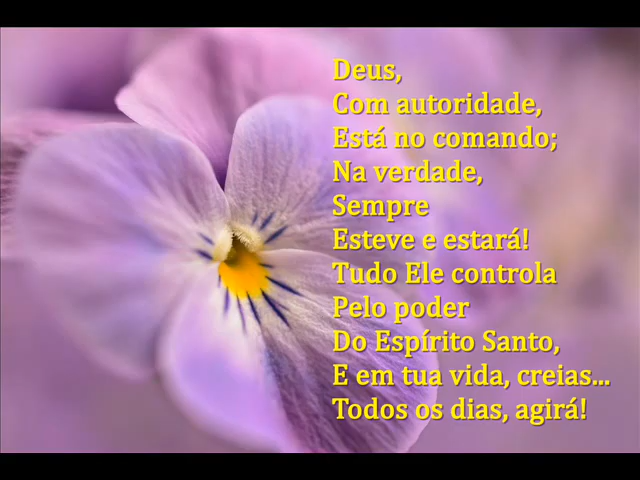 Deus,
Com autoridade,
Está no comando;
Na verdade,
Sempre
Esteve e estará!
Tudo Ele controla
Pelo poder
Do Espírito Santo,
E em tua vida, creias...
Todos os dias, agirá!